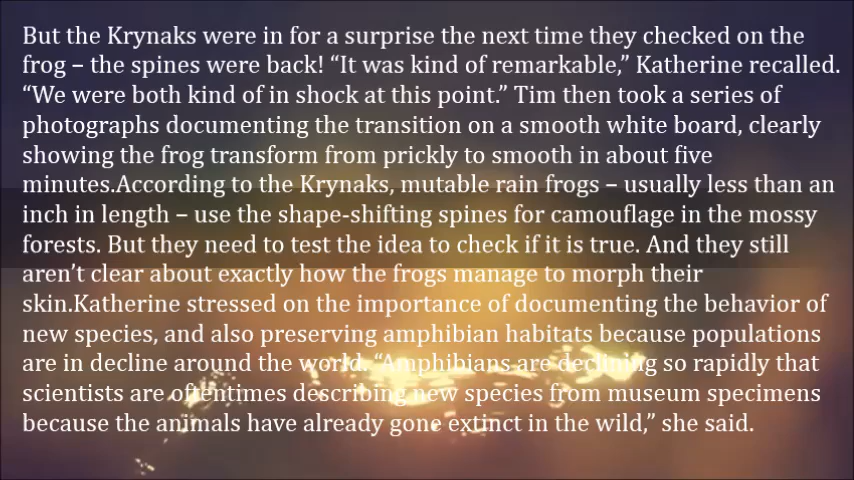 But the Krynaks were in for a surprise the next time they checked on the
frog – the spines were back! “It was kind of remarkable,” Katherine recalled.
“We were both kind of in shock at this point.” Tim then took a series of
photographs documenting the transition on a smooth white board, clearly
showing the frog transform from prickly to smooth in about five
minutes.According to the Krynaks, mutable rain frogs – usually less than an
inch in length – use the shape-shifting spines for camouflage in the mossy
forests. But they need to test the idea to check if it is true. And they still
aren’t clear about exactly how the frogs manage to morph their
skin.Katherine stressed on the importance of documenting the behavior of
new species, and also preserving amphibian habitats because populations
are in decline around the world. “Amphibians are declining so rapidly that
scientists are oftentimes describing new species from museum specimens
because the animals have already gone extinct in the wild,” she said.